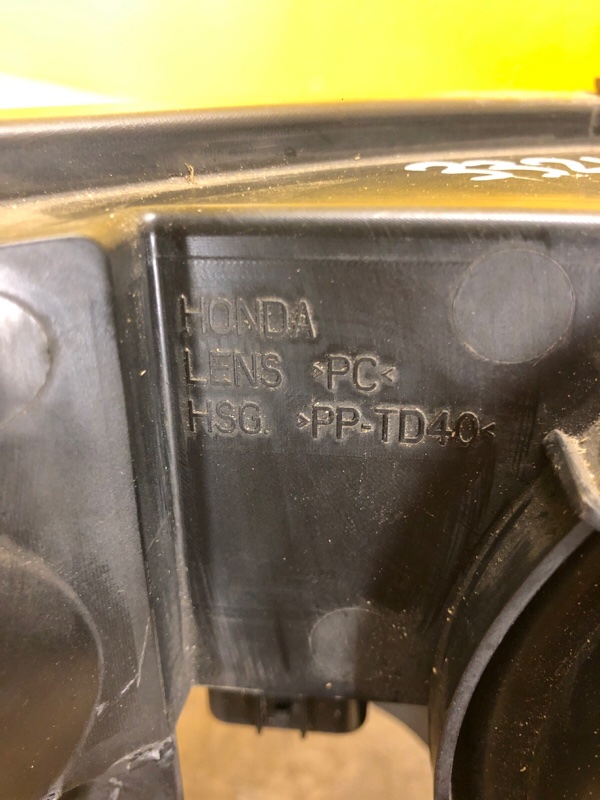 HONDA
LENS >PC<
HSG. >PP-TD40<